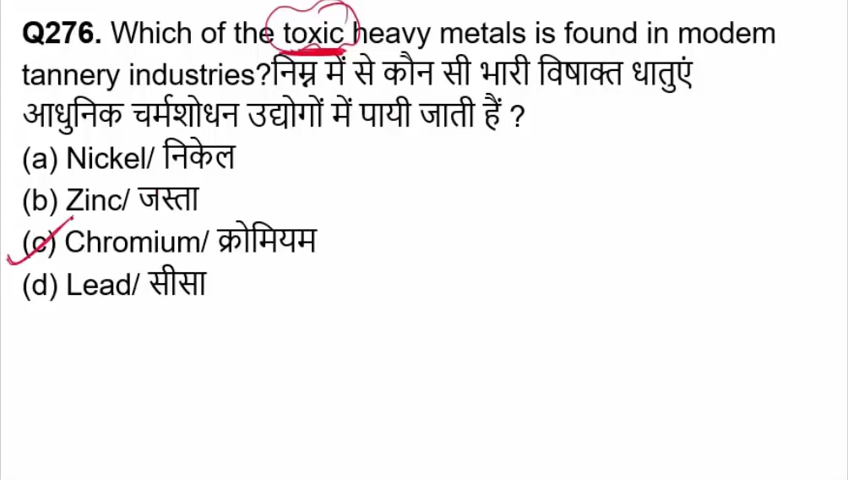 Q276. Which of the toxic heavy metals is found in modem
tannery industries?निम्न में से कौन सी भारी विषाक्त धातुएं
आधुनिक चर्मशोधन उद्योगों में पायी जाती हैं ?
(a) Nickel/ निकेल
(b) Zinc/ जस्ता
(c) Chromium/ क्रोमियम
(d) Lead/ सीसा